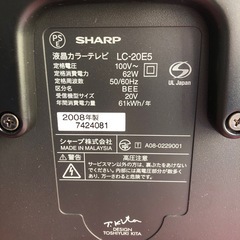 PS
E
SHARP
液晶カラーテレビ LC-20E5
定格電圧 100V~
定格消費電力 62W
定格周波数 50/60Hz
区分名 BEE
受信機型サイズ 20V
年間消費電力量 61kWh/年
UL Japan
2008年製
7424081
シャープ株式会社
MADE IN MALAYSIA
A08-0229001
高圧注意
サービスマン以外の方は、裏ぶたをあけないで
ください。内部には高電圧部分が数多く
あり、万一さわると危険です。
T. Kita
DESIGN
TOSHIYUKI KITA